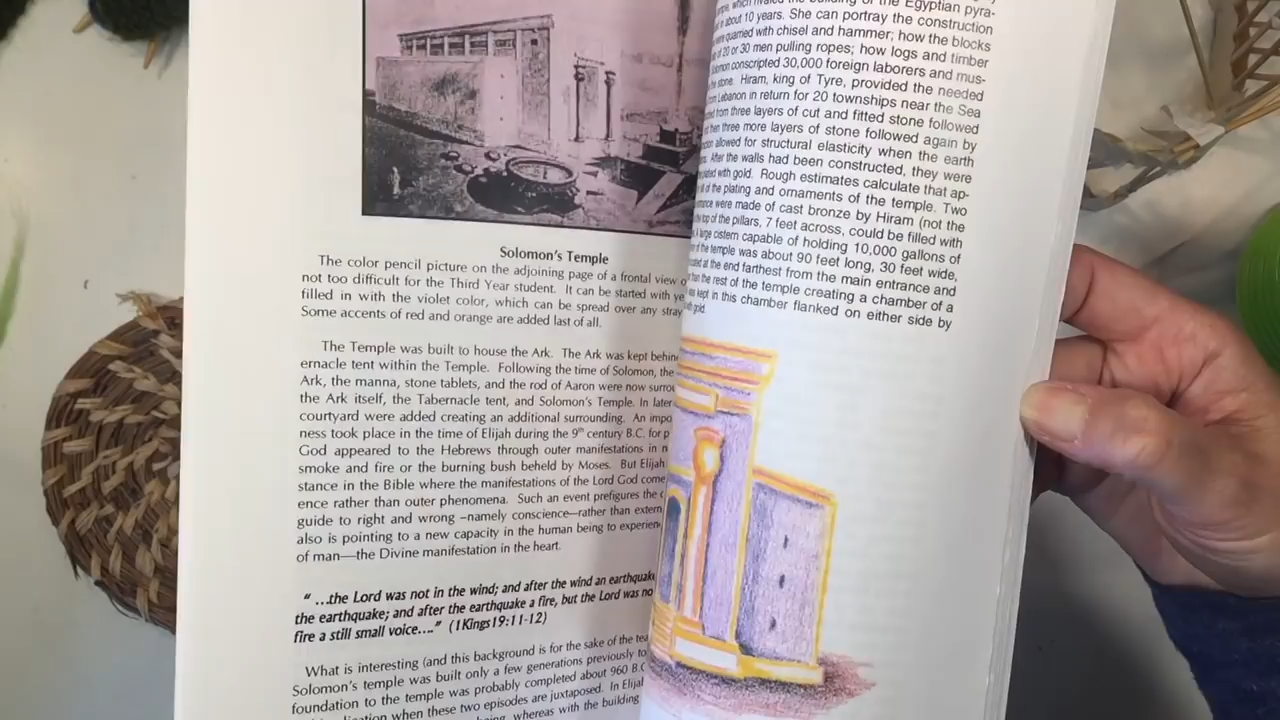 Solomon's Temple
The color pencil picture on the adjoining page of a frontal view
not too difficult for the Third Year student. It can be started with
filled in with the violet color, which can be spread over any stray
Some accents of red and orange are added last of all.
The Temple was built to house the Ark. The Ark was kept behin
ernacle tent within the Temple. Following the time of Solomon, the
Ark, the manna, stone tablets, and the rod of Aaron were now surro
the Ark itself, the Tabernacle tent, and Solomon's Temple. In later
courtyard were added creating an additional surrounding. An impo
ness took place in the time of Elijah during the 9th century B.C. for p
God appeared to the Hebrews through outer manifestations in n
smoke and fire or the burning bush beheld by Moses. But Elijah
stance in the Bible where the manifestations of the Lord God come
ence rather than outer phenomena. Such an event prefigures the
guide to right and wrong –namely conscience—rather than extern
also is pointing to a new capacity in the human being to experien
of man—the Divine manifestation in the heart.
" …the Lord was not in the wind; and after the wind an earthquake
the earthquake; and after the earthquake a fire, but the Lord was no
fire a still small voice…." (1Kings19:11-12)
What is interesting (and this background is for the sake of the tea
Solomon's temple was built only a few generations previously to
foundation to the temple was probably completed about 960 B.C
when these two episodes are juxtaposed. In Elijah
whereas with the building
which rivaled the building of the Egyptian pyra-
in about 10 years. She can portray the construction
were quarried with chisel and hammer; how the blocks
of 20 or 30 men pulling ropes; how logs and timber
conscripted 30,000 foreign laborers and mus-
stone. Hiram, king of Tyre, provided the needed
from Lebanon in return for 20 townships near the Sea
from three layers of cut and fitted stone followed
then three more layers of stone followed again by
allowed for structural elasticity when the earth
After the walls had been constructed, they were
plated with gold. Rough estimates calculate that ap-
of the plating and ornaments of the temple. Two
were made of cast bronze by Hiram (not the
top of the pillars, 7 feet across, could be filled with
large cistern capable of holding 10,000 gallons of
of the temple was about 90 feet long, 30 feet wide,
at the end farthest from the main entrance and
than the rest of the temple creating a chamber of a
was kept in this chamber flanked on either side by
gold.